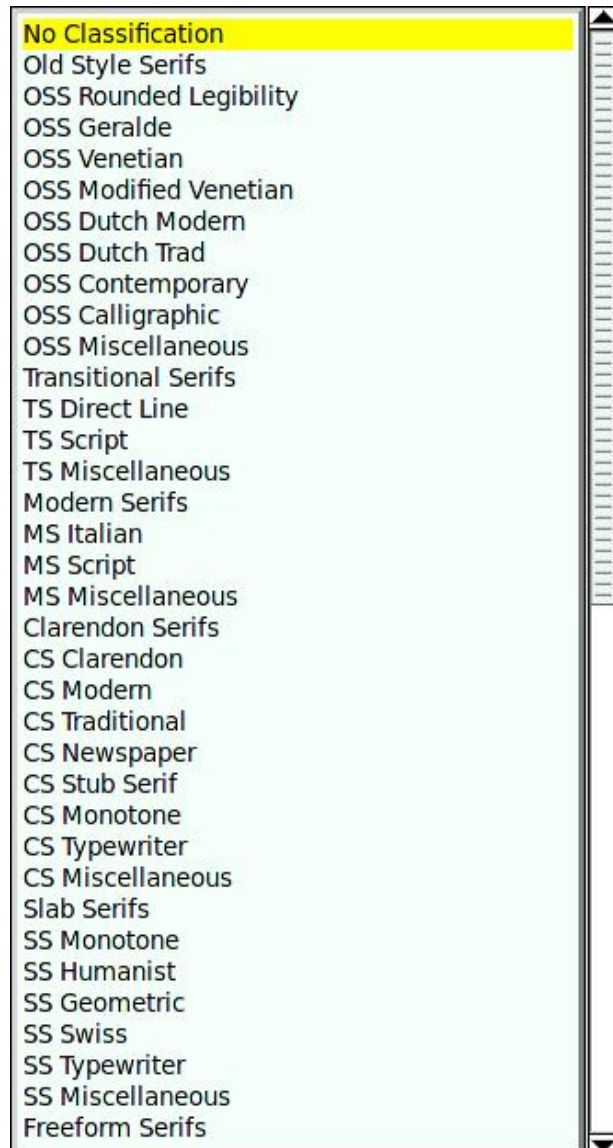 No Classification
Old Style Serifs
OSS Rounded Legibility
OSS Geralde
OSS Venetian
OSS Modified Venetian
OSS Dutch Modern
OSS Dutch Trad
OSS Contemporary
OSS Calligraphic
OSS Miscellaneous
Transitional Serifs
TS Direct Line
TS Script
TS Miscellaneous
Modern Serifs
MS Italian
MS Script
MS Miscellaneous
Clarendon Serifs
CS Clarendon
CS Modern
CS Traditional
CS Newspaper
CS Stub Serif
CS Monotone
CS Typewriter
CS Miscellaneous
Slab Serifs
SS Monotone
SS Humanist
SS Geometric
SS Swiss
SS Typewriter
SS Miscellaneous
Freeform Serifs